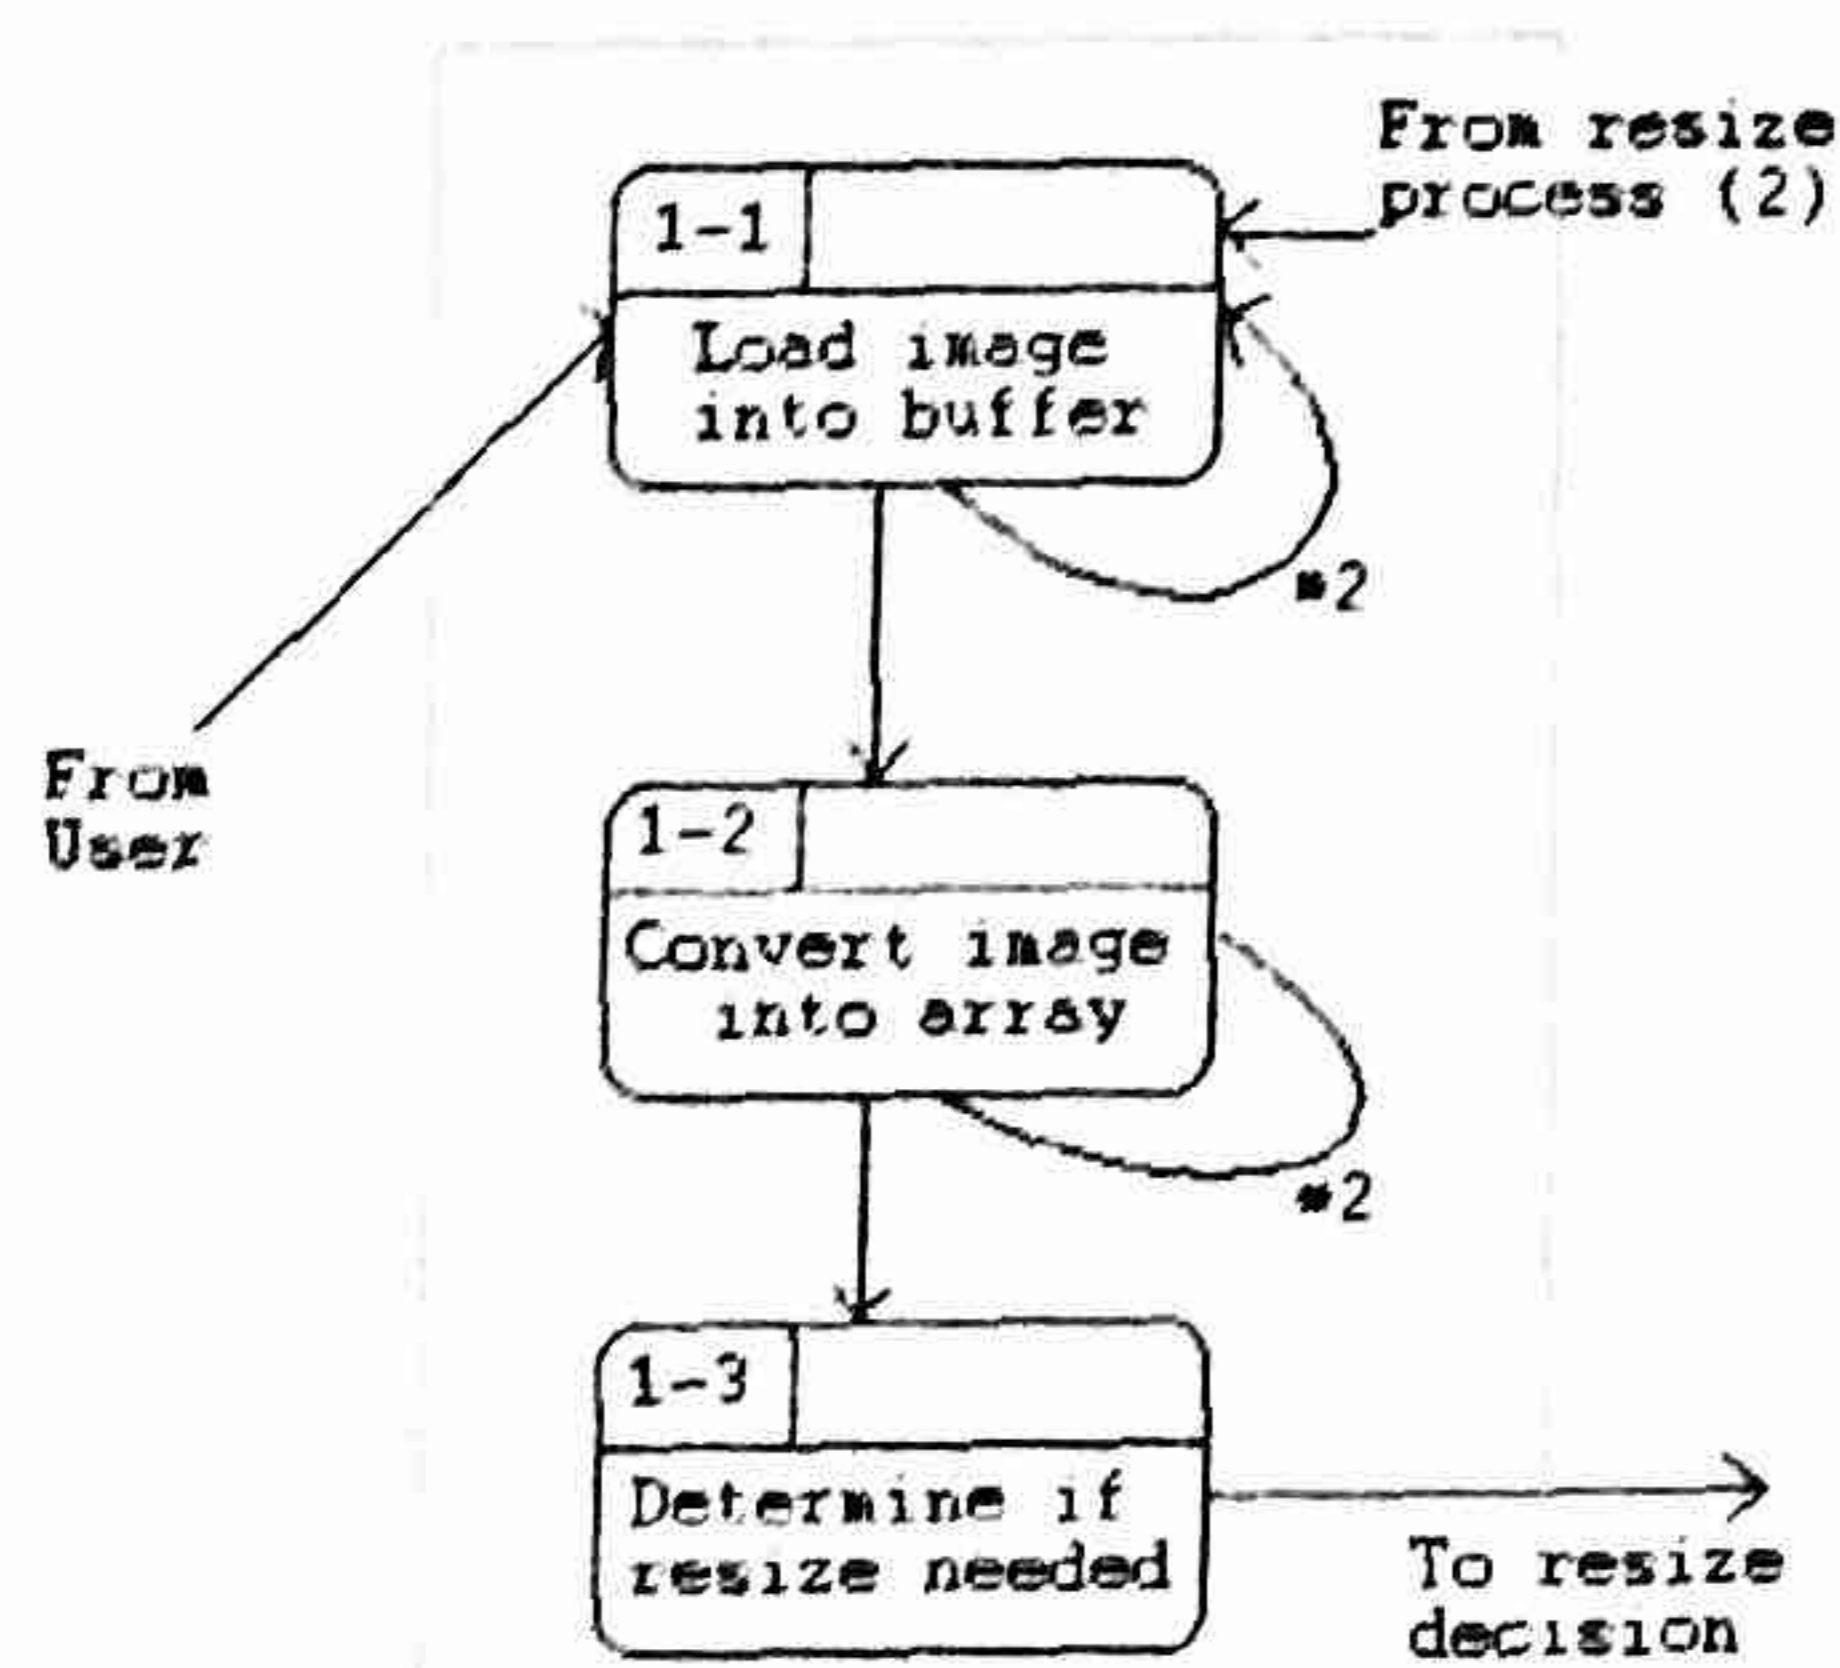 From resize
process (2)
1-1
Load image
into buffer
#2
From
User
1-2
Convert image
into array
#2
1-3
Determine if
resize needed
To resize
decision